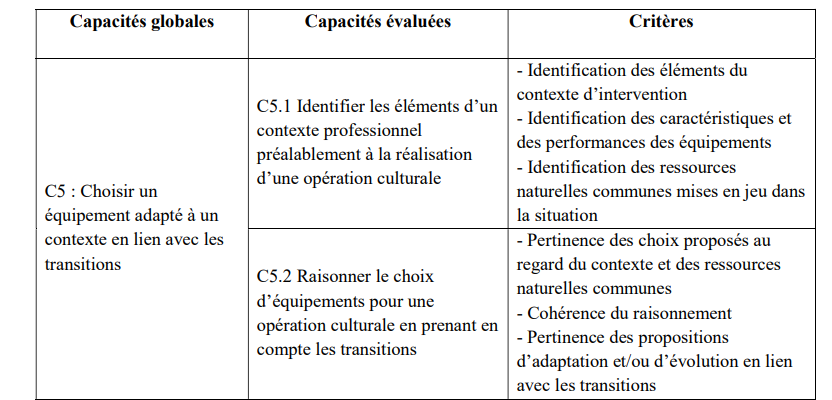 Capacités globales
Capacités évaluées
Critères
C5 : Choisir un
équipement adapté à un
contexte en lien avec les
transitions
C5.1 Identifier les éléments d’un
contexte professionnel
préalablement à la réalisation
d’une opération culturale
- Identification des éléments du
contexte d’intervention
- Identification des caractéristiques et
des performances des équipements
- Identification des ressources
naturelles communes mises en jeu dans
la situation
C5.2 Raisonner le choix
d’équipements pour une
opération culturale en prenant en
compte les transitions
- Pertinence des choix proposés au
regard du contexte et des ressources
naturelles communes
- Cohérence du raisonnement
- Pertinence des propositions
d’adaptation et/ou d’évolution en lien
avec les transitions